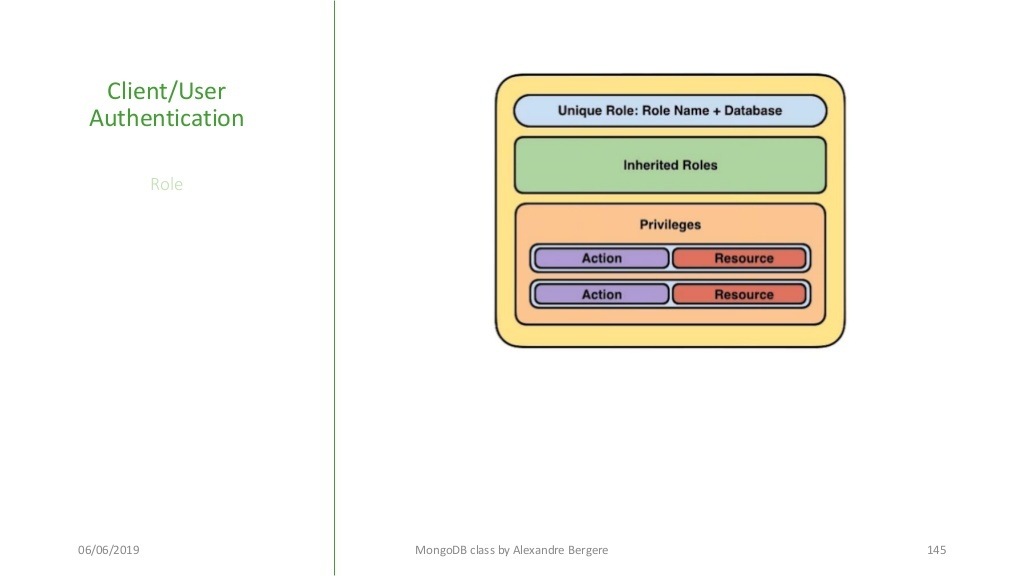 Client/User
Authentication
Role
Unique Role: Role Name + Database
Inherited Roles
Privileges
Action
Resource
Action
Resource
06/06/2019
MongoDB class by Alexandre Bergere
145